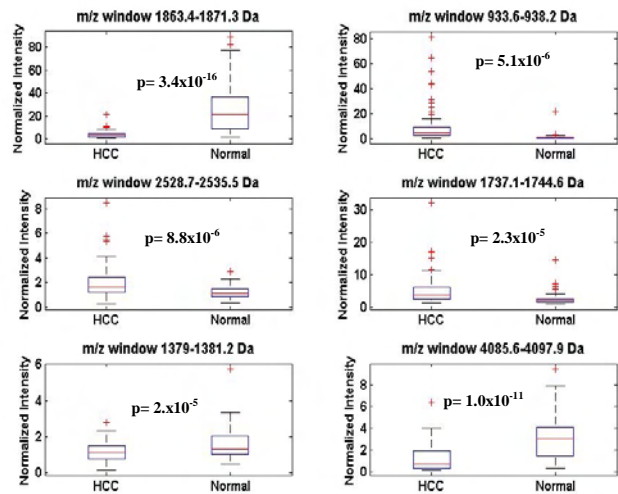 m/z window 1863.4-1871.3 Da
Normalized Intensity
80
60
40
20
0
p= 3.4x10-16
HCC
Normal
m/z window 933.6-938.2 Da
Normalized Intensity
80
60
40
20
0
p= 5.1x10-6
HCC
Normal
m/z window 2528.7-2535.5 Da
Normalized Intensity
8
6
4
2
0
p= 8.8x10-6
HCC
Normal
m/z window 1737.1-1744.6 Da
Normalized Intensity
30
20
10
0
p= 2.3x10-5
HCC
Normal
m/z window 1379-1381.2 Da
Normalized Intensity
6
4
2
0
p= 2.x10-5
HCC
Normal
m/z window 4085.6-4097.9 Da
Normalized Intensity
8
6
4
2
0
p= 1.0x10-11
HCC
Normal